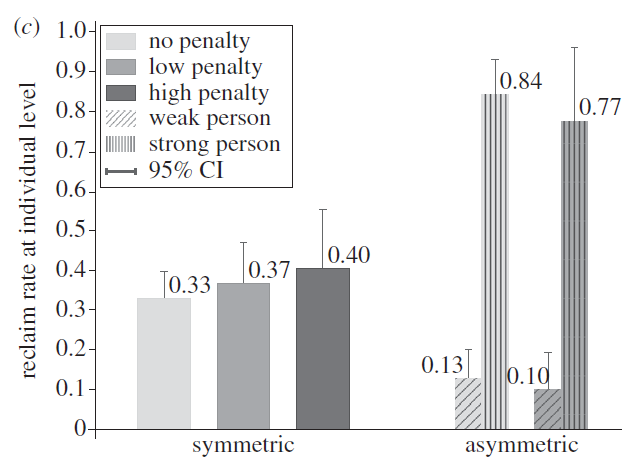 (c)
1.0
0.9
0.8
0.7
0.6
0.5
0.4
0.3
0.2
0.1
0
reclaim rate at individual level
no penalty
low penalty
high penalty
weak person
strong person
95% CI
0.33
0.37
0.40
0.13
0.84
0.10
0.77
symmetric
asymmetric